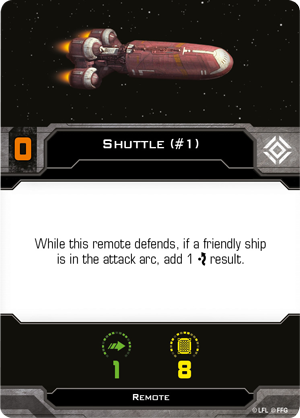 0
SHUTTLE (#1)
While this remote defends, if a friendly ship
is in the attack arc, add 1 result.
1 8
REMOTE
©LFL ©FFG